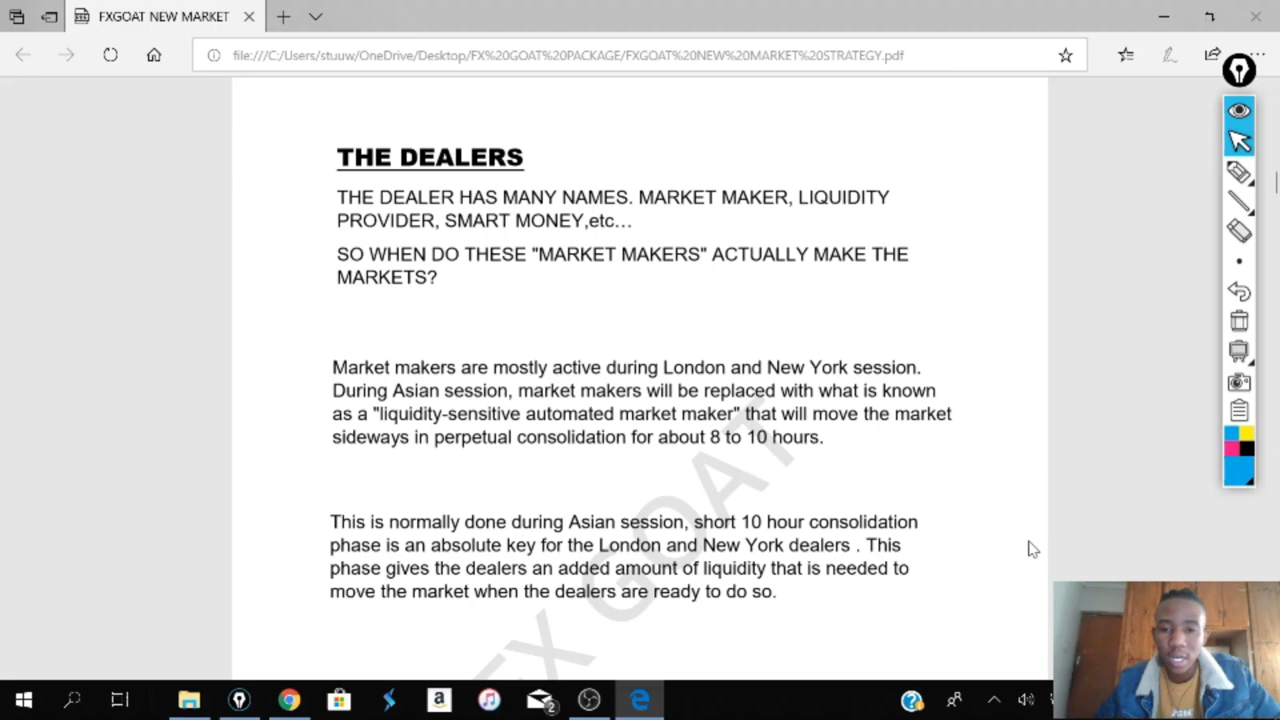 FXGOAT NEW MARKET
file:///C:/Users/stuuw/OneDrive/Desktop/FX%20GOAT%20PACKAGE/FXGOAT%20NEW%20MARKET%20STRATEGY.pdf
THE DEALERS
THE DEALER HAS MANY NAMES. MARKET MAKER, LIQUIDITY
PROVIDER, SMART MONEY,etc...
SO WHEN DO THESE "MARKET MAKERS" ACTUALLY MAKE THE
MARKETS?
Market makers are mostly active during London and New York session.
During Asian session, market makers will be replaced with what is known
as a "liquidity-sensitive automated market maker" that will move the market
sideways in perpetual consolidation for about 8 to 10 hours.
This is normally done during Asian session, short 10 hour consolidation
phase is an absolute key for the London and New York dealers . This
phase gives the dealers an added amount of liquidity that is needed to
move the market when the dealers are ready to do so.
FX GOAT
a
2